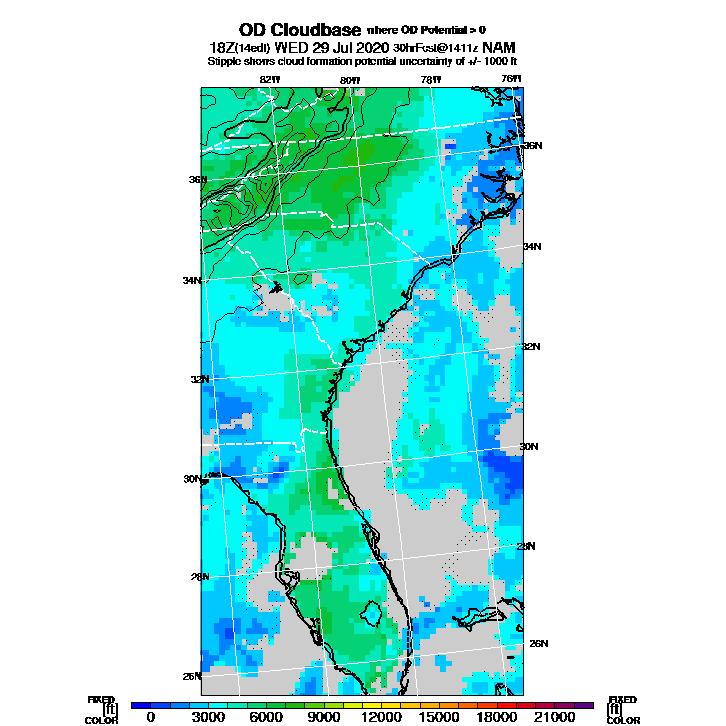 OD Cloudbase where OD Potential > 0
18Z(14edt) WED 29 Jul 2020 30hrFcst@1411z NAM
Stipple shows cloud formation potential uncertainty of +/- 1000 ft
82W 80W 78W 76W
36N
36N
34N
34N
32N
32N
30N
30N
28N
28N
26N
26N
FIXED FIXED
[ft] [ft]
COLOR 0 3000 6000 9000 12000 15000 18000 21000 COLOR